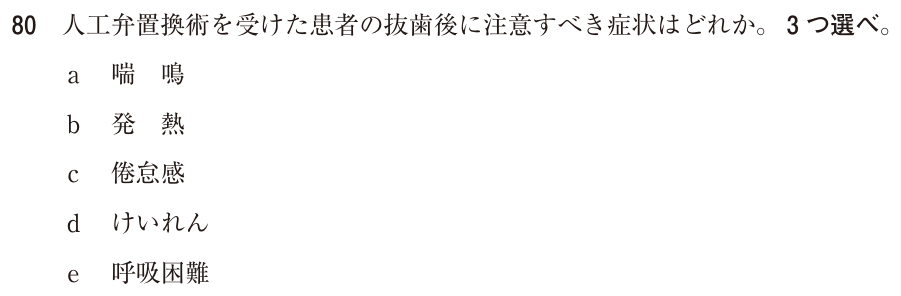 80 人工弁置換術を受けた患者の抜歯後に注意すべき症状はどれか。3つ選べ。
a 喘　鳴
b 発　熱
c 倦怠感
d けいれん
e 呼吸困難